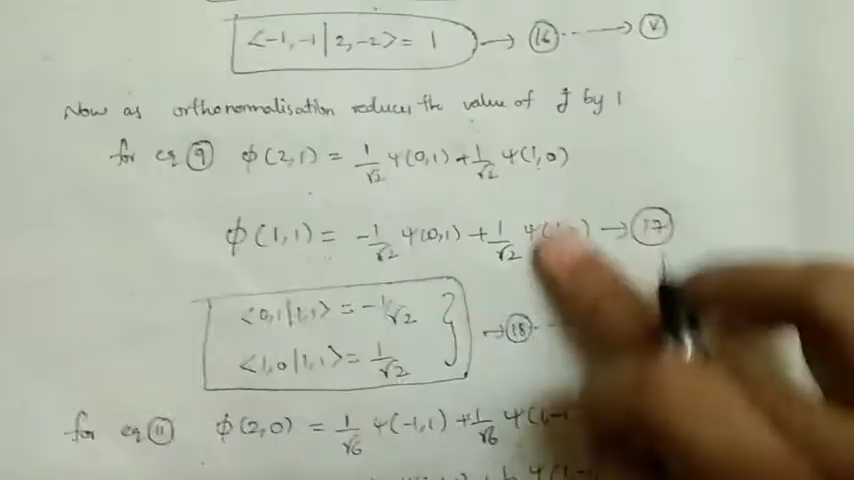 <-1,-1|2,-2> = 1 → (16) ---→ (V)
Now as orthonormalisation reduces the value of j by 1
for eq (9) φ(2,1) = 1/√2 ψ(0,1) + 1/√2 ψ(1,0)
φ(1,1) = -1/√2 ψ(0,1) + 1/√2 ψ( → (17)
<0,1|1,1> = -1/√2
<1,0|1,1> = 1/√2 } → (18)
for eq (11) φ(2,0) = 1/√6 ψ(-1,1) + 1/√6 ψ(1,-1